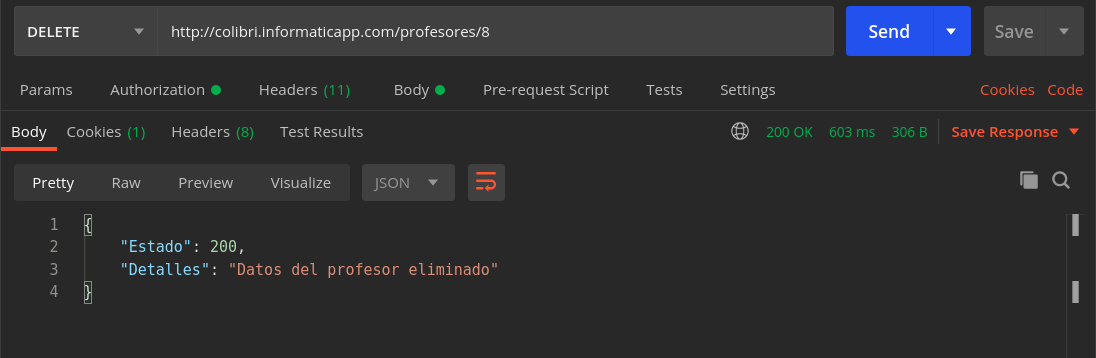 DELETE http://colibri.informaticapp.com/profesores/8 Send Save
Params Authorization Headers (11) Body Pre-request Script Tests Settings Cookies Code
Body Cookies (1) Headers (8) Test Results 200 OK 603 ms 306 B Save Response
Pretty Raw Preview Visualize JSON
1 {
2 "Estado": 200,
3 "Detalles": "Datos del profesor eliminado"
4 }